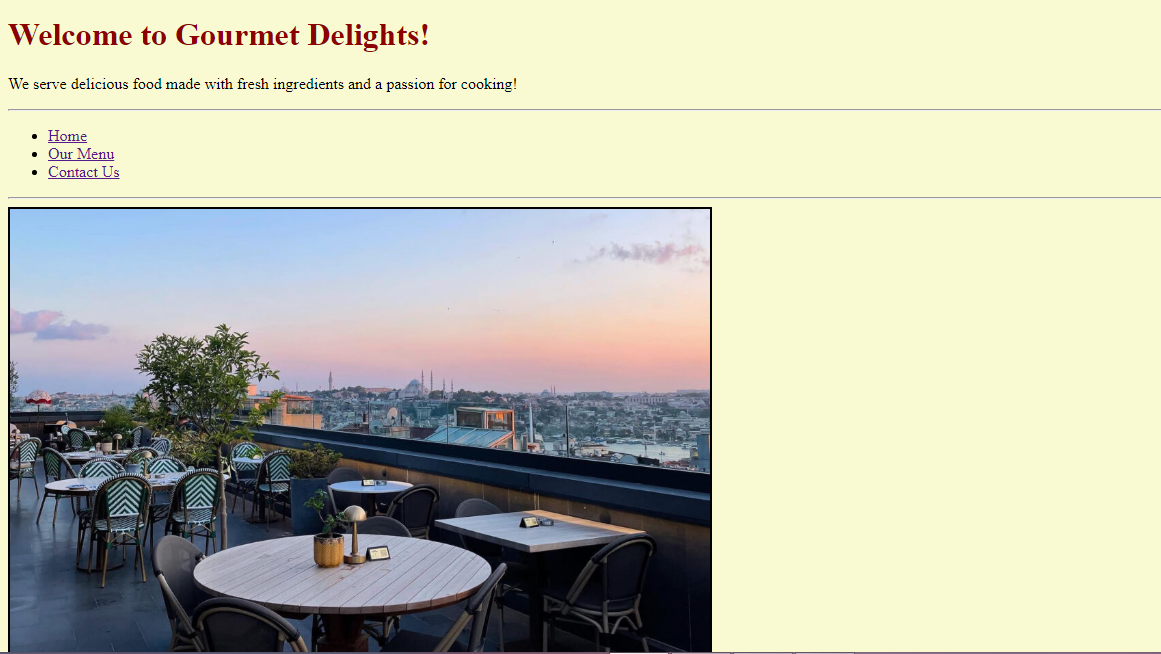 Welcome to Gourmet Delights!
We serve delicious food made with fresh ingredients and a passion for cooking!
Home
Our Menu
Contact Us